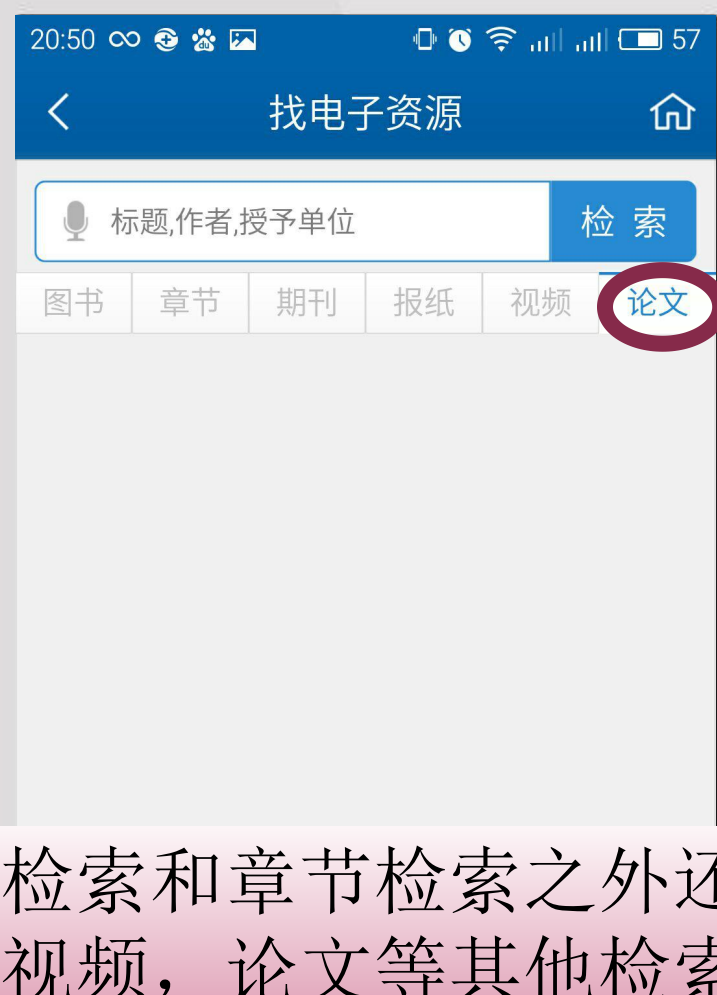 20:50 57
找电子资源
标题,作者,授予单位 检 索
图书 章节 期刊 报纸 视频 论文
检索和章节检索之外还
视频，论文等其他检索